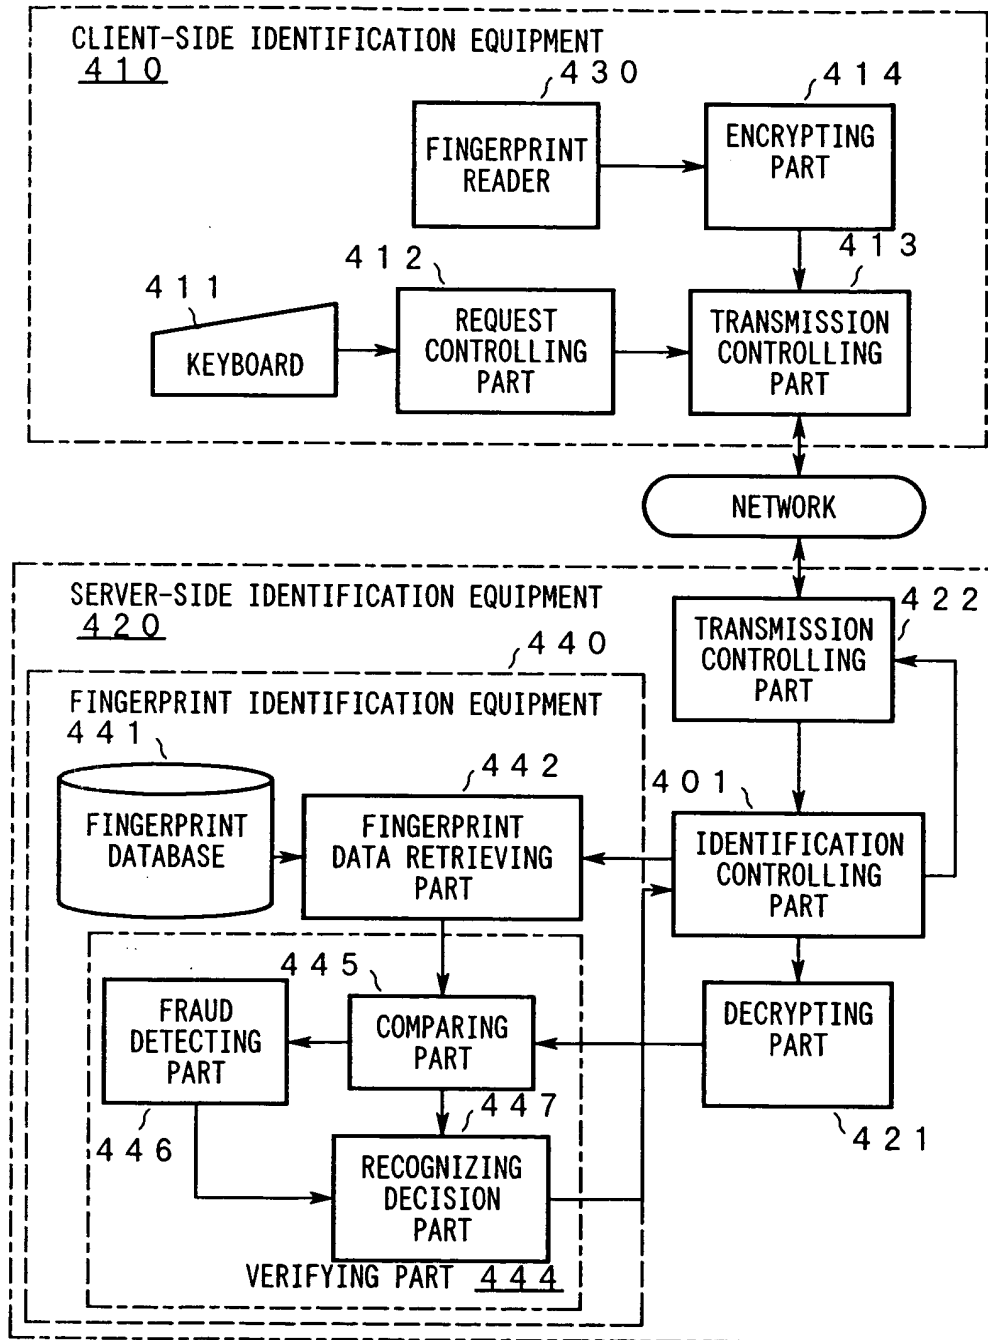 CLIENT-SIDE IDENTIFICATION EQUIPMENT
410
430
414
FINGERPRINT
READER
ENCRYPTING
PART
411
412
413
KEYBOARD
REQUEST
CONTROLLING
PART
TRANSMISSION
CONTROLLING
PART
NETWORK
SERVER-SIDE IDENTIFICATION EQUIPMENT
420
422
TRANSMISSION
CONTROLLING
PART
440
FINGERPRINT IDENTIFICATION EQUIPMENT
441
442
401
FINGERPRINT
DATABASE
FINGERPRINT
DATA RETRIEVING
PART
IDENTIFICATION
CONTROLLING
PART
445
FRAUD
DETECTING
PART
COMPARING
PART
DECRYPTING
PART
446
447
421
RECOGNIZING
DECISION
PART
VERIFYING PART 444